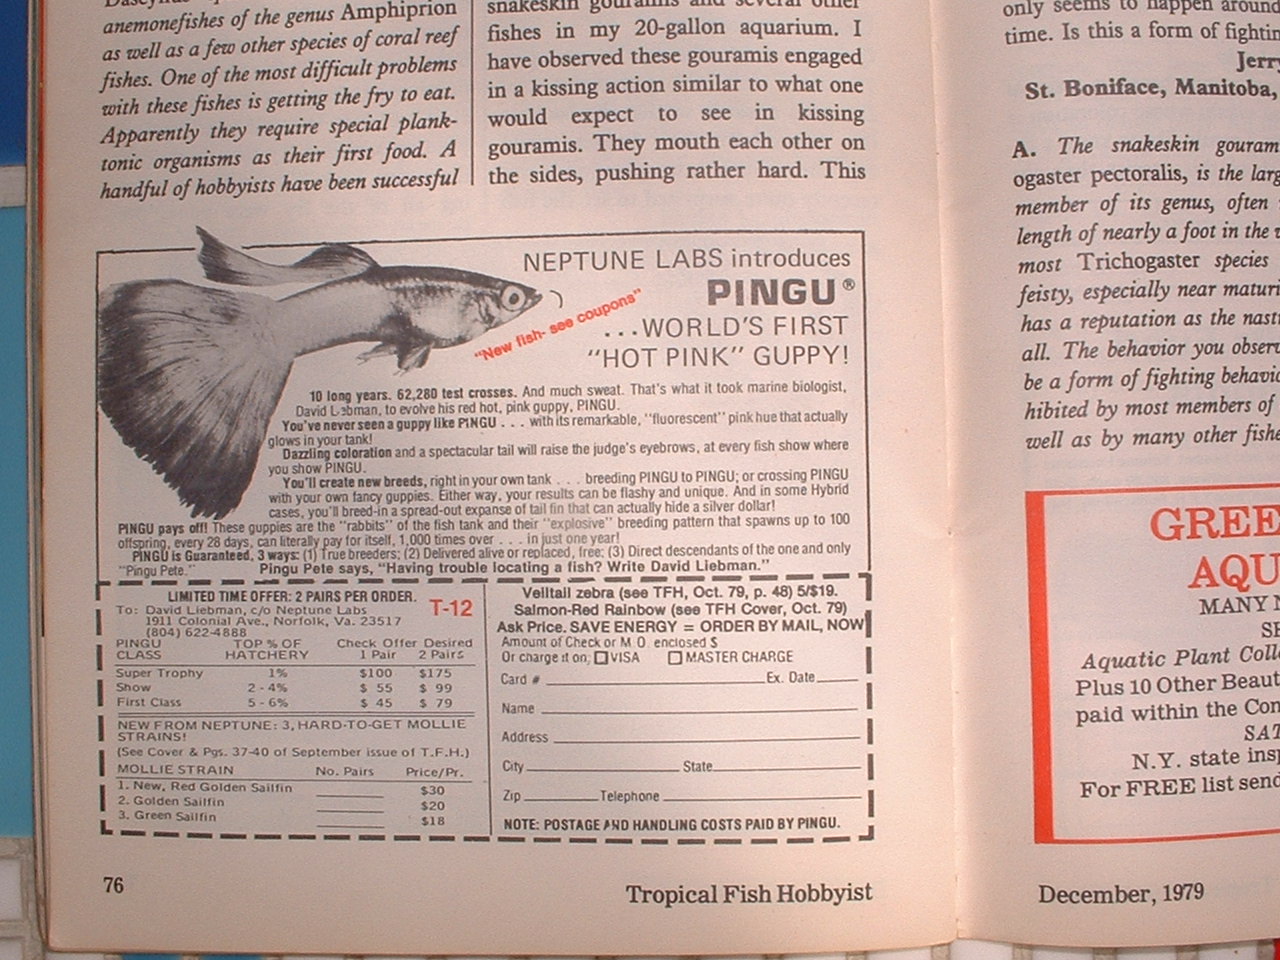 anemonefishes of the genus Amphiprion
as well as a few other species of coral reef
fishes. One of the most difficult problems
with these fishes is getting the fry to eat.
Apparently they require special plank-
tonic organisms as their first food. A
handful of hobbyists have been successful
snakeskin gouramis and several other
fishes in my 20-gallon aquarium. I
have observed these gouramis engaged
in a kissing action similar to what one
would expect to see in kissing
gouramis. They mouth each other on
the sides, pushing rather hard. This
NEPTUNE LABS introduces
PINGU®
...WORLD'S FIRST
"HOT PINK" GUPPY!
"New fish- see coupons"
10 long years. 62,280 test crosses. And much sweat. That's what it took marine biologist,
David Liebman, to evolve his red hot, pink guppy, PINGU.
You've never seen a guppy like PINGU . . . with its remarkable, "fluorescent" pink hue that actually
glows in your tank!
Dazzling coloration and a spectacular tail will raise the judge's eyebrows, at every fish show where
you show PINGU.
You'll create new breeds, right in your own tank . . . breeding PINGU to PINGU; or crossing PINGU
with your own fancy guppies. Either way, your results can be flashy and unique. And in some Hybrid
cases, you'll breed-in a spread-out expanse of tail fin that can actually hide a silver dollar!
PINGU pays off! These guppies are the "rabbits" of the fish tank and their "explosive" breeding pattern that spawns up to 100
offspring, every 28 days, can literally pay for itself, 1,000 times over . . . in just one year!
PINGU is Guaranteed, 3 ways: (1) True breeders; (2) Delivered alive or replaced, free; (3) Direct descendants of the one and only
"Pingu Pete." Pingu Pete says, "Having trouble locating a fish? Write David Liebman."
LIMITED TIME OFFER: 2 PAIRS PER ORDER.
To: David Liebman, c/o Neptune Labs T-12
1911 Colonial Ave., Norfolk, Va. 23517
(804) 622-4888
PINGU TOP % OF Check Offer Desired
CLASS HATCHERY 1 Pair 2 Pairs
Super Trophy 1% $100 $175
Show 2-4% $ 55 $ 99
First Class 5-6% $ 45 $ 79
NEW FROM NEPTUNE: 3, HARD-TO-GET MOLLIE
STRAINS!
(See Cover & Pgs. 37-40 of September issue of T.F.H.)
MOLLIE STRAIN No. Pairs Price/Pr.
1. New, Red Golden Sailfin $30
2. Golden Sailfin $20
3. Green Sailfin $18
Veiltail zebra (see TFH, Oct. 79, p. 48) 5/$19.
Salmon-Red Rainbow (see TFH Cover, Oct. 79)
Ask Price. SAVE ENERGY = ORDER BY MAIL, NOW
Amount of Check or M.O. enclosed $
Or charge it on: VISA MASTER CHARGE
Card # Ex. Date
Name
Address
City State
Zip Telephone
NOTE: POSTAGE AND HANDLING COSTS PAID BY PINGU.
76
Tropical Fish Hobbyist
only seems to happen around
time. Is this a form of fightin
Jerry
St. Boniface, Manitoba,
A. The snakeskin gouram
ogaster pectoralis, is the larg
member of its genus, often
length of nearly a foot in the
most Trichogaster species
feisty, especially near maturi
has a reputation as the nast
all. The behavior you observ
be a form of fighting behavio
hibited by most members of
well as by many other fishe
GREE
AQU
MANY
SE
Aquatic Plant Coll
Plus 10 Other Beaut
paid within the Con
SAT
N.Y. state insp
For FREE list send
December, 1979